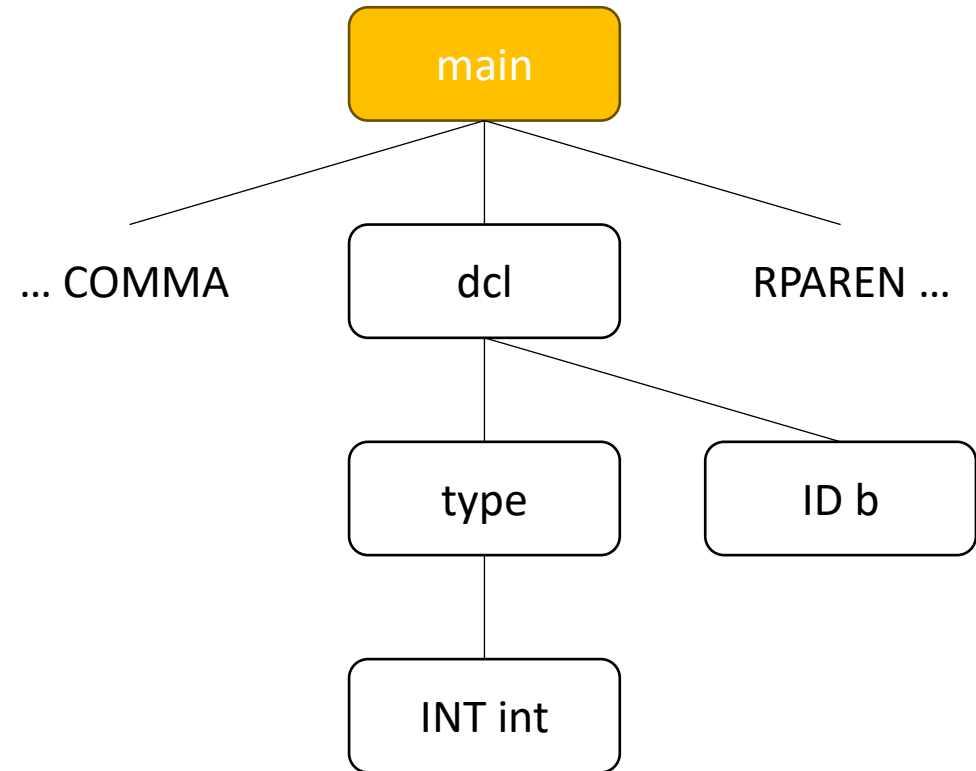 main
... COMMA
dcl
RPAREN ...
type
ID b
INT int